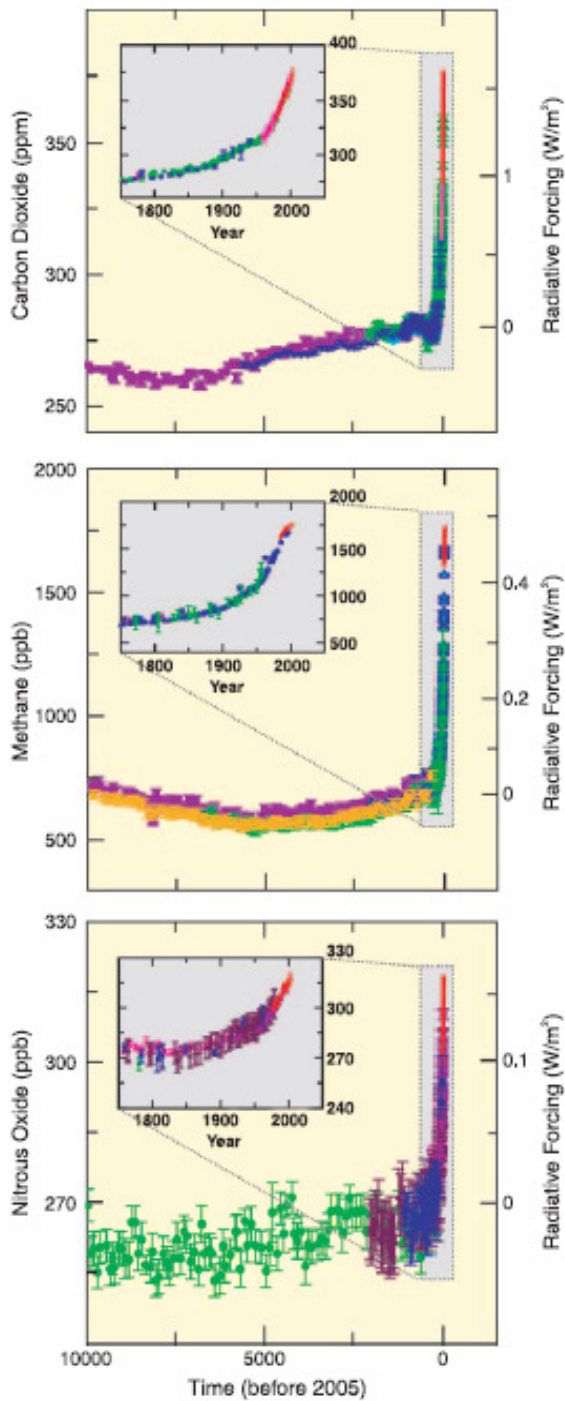 400
350
300
1800 1900 2000
Year
Carbon Dioxide (ppm)
350
300
250
1
0
Radiative Forcing (W/m²)
2000
1500
1000
500
1800 1900 2000
Year
Methane (ppb)
2000
1500
1000
500
0,4
0,2
0
Radiative Forcing (W/m²)
330
300
270
240
1800 1900 2000
Year
Nitrous Oxide (ppb)
330
300
270
0,1
0
Radiative Forcing (W/m²)
10000 5000 0
Time (before 2005)